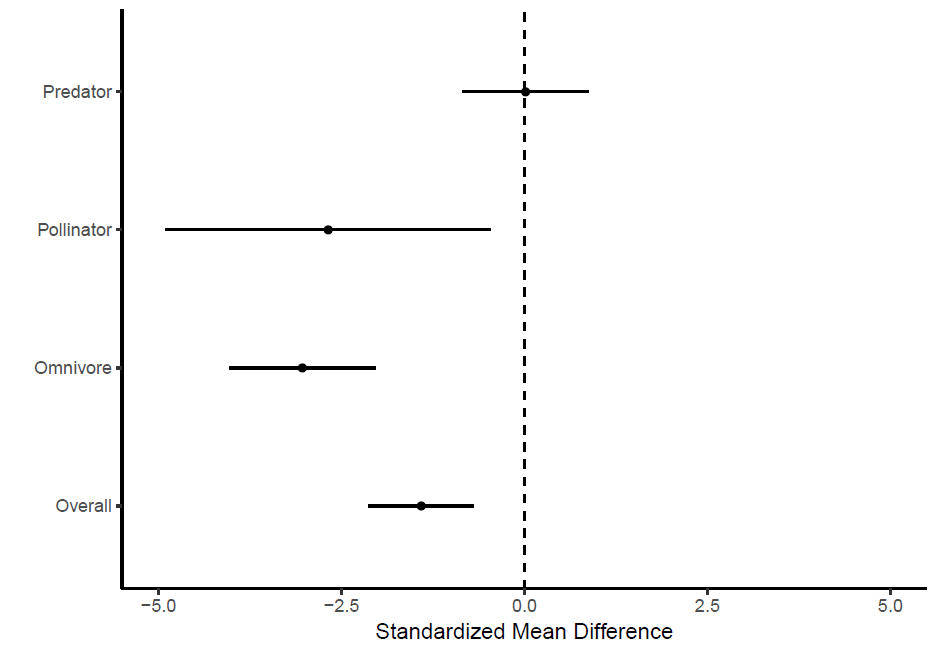 Predator
Pollinator
Omnivore
Overall
−5.0 −2.5 0.0 2.5 5.0
Standardized Mean Difference